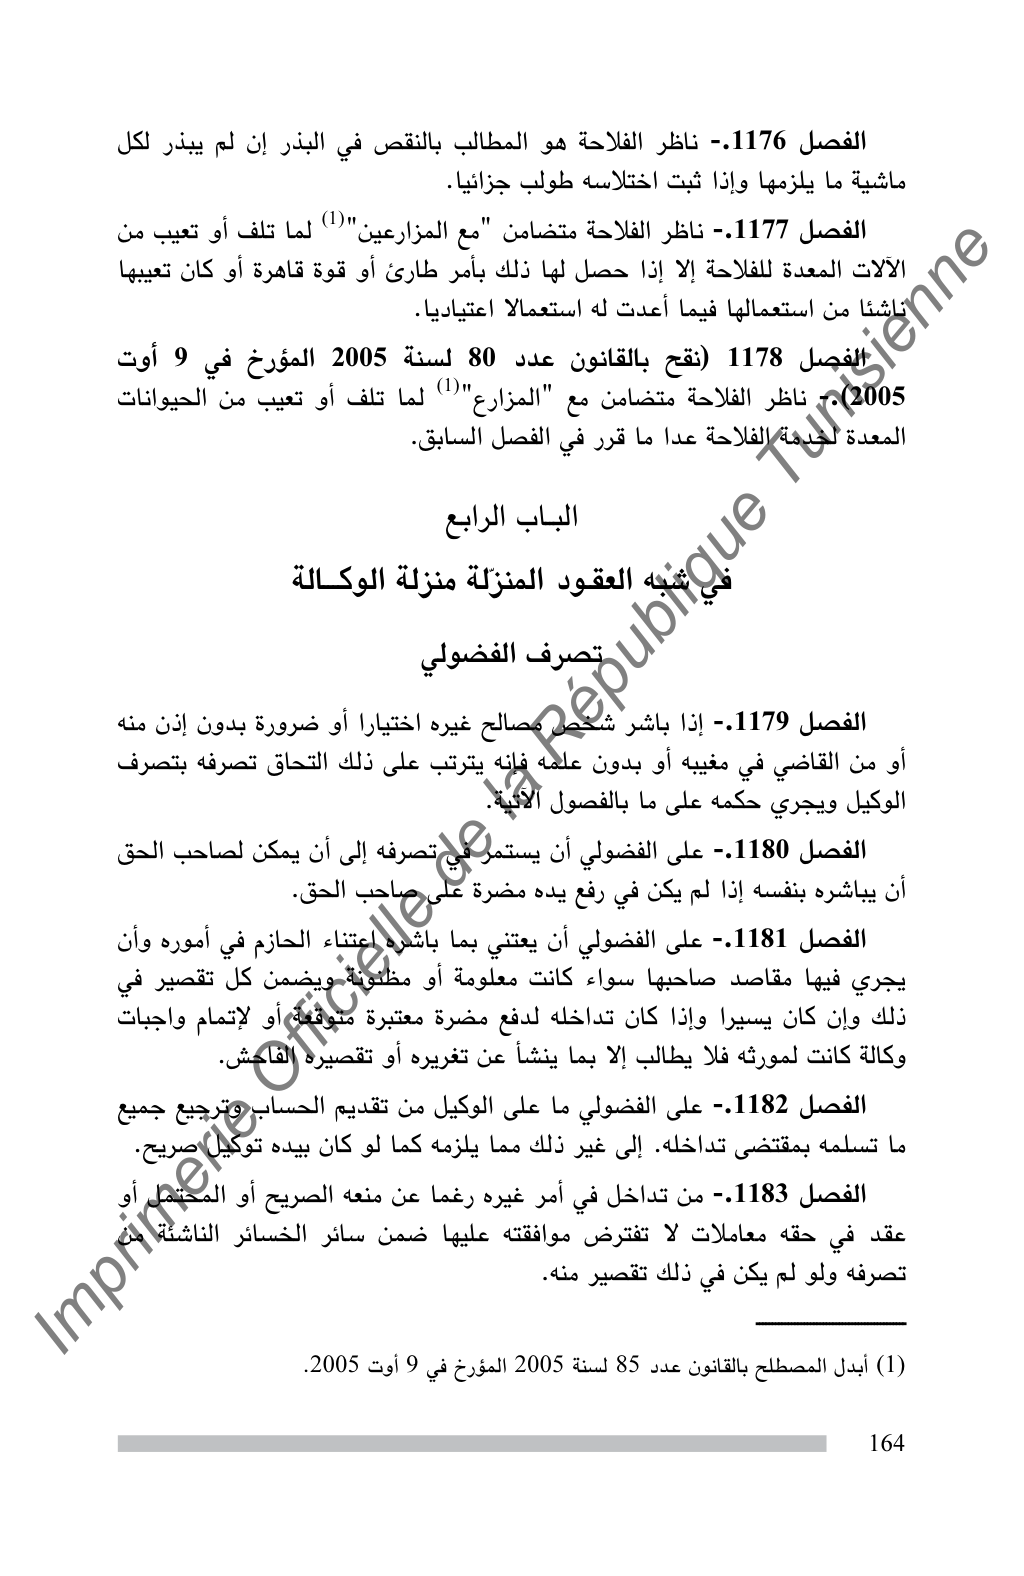 الفصل 1176.- ناظر الفلاحة هو المطالب بالنقص في البذر إن لم يبذر لكل
ماشية ما يلزمها وإذا ثبت اختلاسه طولب جزائيا.
الفصل 1177.- ناظر الفلاحة متضامن "مع المزارعين"(1) لما تلف أو تعيب من
الآلات المعدة للفلاحة إلا إذا حصل لها ذلك بأمر طارئ أو قوة قاهرة أو كان تعييبها
ناشئا من استعمالها فيما أعدت له استعمالا اعتياديا.
الفصل 1178 (نقح بالقانون عدد 80 لسنة 2005 المؤرخ في 9 أوت
2005).- ناظر الفلاحة متضامن مع "المزارع"(1) لما تلف أو تعيب من الحيوانات
المعدة لخدمة الفلاحة عدا ما قرر في الفصل السابق.
البـاب الرابـع
في شبه العقـود المنزّلة منزلة الوكـالة
تصرف الفضولي
الفصل 1179.- إذا باشر شخص مصالح غيره اختيارا أو ضرورة بدون إذن منه
أو من القاضي في مغيبه أو بدون علمه فإنه يترتب على ذلك التحاق تصرفه بتصرف
الوكيل ويجري حكمه على ما بالفصول الآتية.
الفصل 1180.- على الفضولي أن يستمر في تصرفه إلى أن يمكن لصاحب الحق
أن يباشره بنفسه إذا لم يكن في رفع يده مضرة على صاحب الحق.
الفصل 1181.- على الفضولي أن يعتني بما باشره اعتناء الحازم في أموره وأن
يجري فيها مقاصد صاحبها سواء كانت معلومة أو مظنونة ويضمن كل تقصير في
ذلك وإن كان يسيرا وإذا كان تداخله لدفع مضرة معتبرة متوقعة أو لإتمام واجبات
وكالة كانت لمورثه فلا يطالب إلا بما ينشأ عن تغريره أو تقصيره الفاحش.
الفصل 1182.- على الفضولي ما على الوكيل من تقديم الحساب وترجيع جميع
ما تسلمه بمقتضى تداخله. إلى غير ذلك مما يلزمه كما لو كان بيده توكيل صريح.
الفصل 1183.- من تداخل في أمر غيره رغما عن منعه الصريح أو المحتمل أو
عقد في حقه معاملات لا تفترض موافقته عليها ضمن سائر الخسائر الناشئة من
تصرفه ولو لم يكن في ذلك تقصير منه.
(1) أبدل المصطلح بالقانون عدد 85 لسنة 2005 المؤرخ في 9 أوت 2005.
164
Imprimerie Officielle de la République Tunisienne